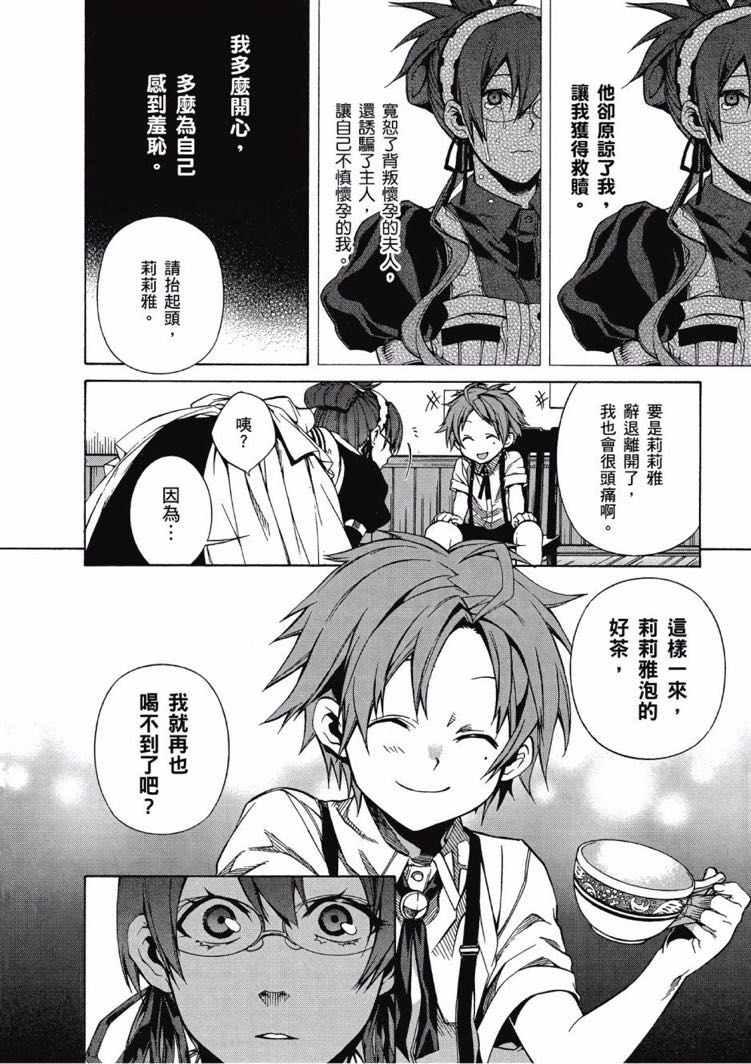 他卻原諒了我,
讓我獲得救贖。
寬恕了背叛懷孕的夫人,
還誘騙了主人,
讓自己不慎懷孕的我。
我多麼開心,
多麼為自己
感到羞恥。
請抬起頭,
莉莉雅。
要是莉莉雅
辭退離開了,
我也會很頭痛啊。
咦?
因為…
這樣一來,
莉莉雅泡的
好茶,
我就再也
喝不到了吧?